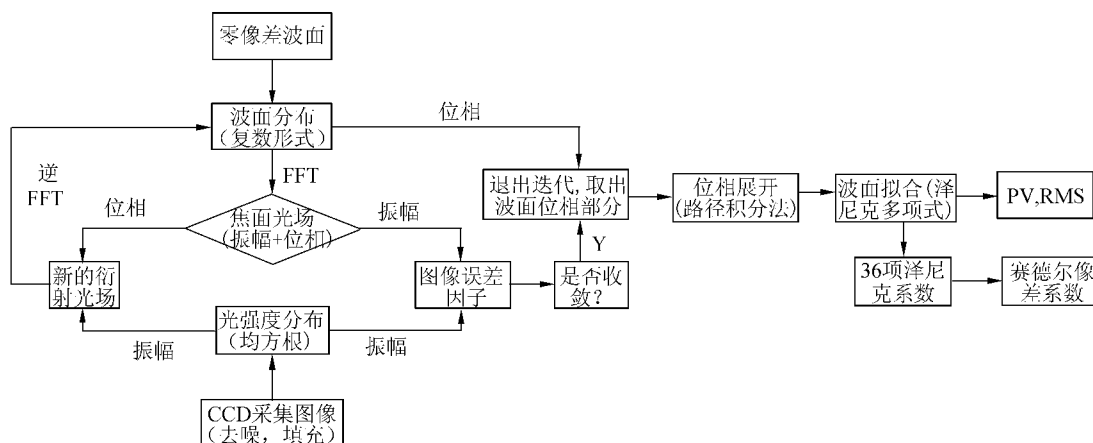 零像差波面
波面分布
(复数形式)
位相
逆
FFT
FFT
位相
焦面光场
(振幅+位相)
振幅
退出迭代,取出
波面位相部分
位相展开
(路径积分法)
波面拟合(泽
尼克多项式)
PV,RMS
Y
新的衍
射光场
图像误差
因子
是否收
敛?
36项泽尼
克系数
赛德尔像
差系数
光强度分布
(均方根)
振幅
振幅
CCD采集图像
(去噪，填充)